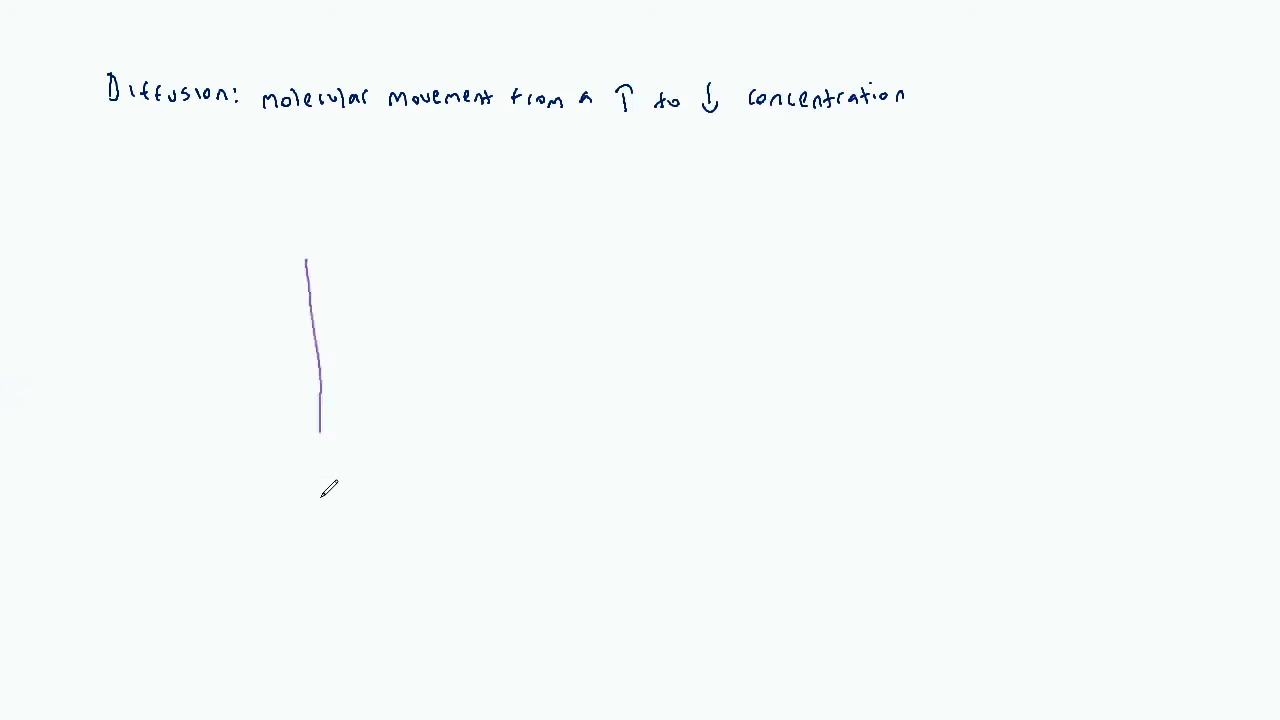 Diffusion: molecular movement from a ↑ to ↓ concentration